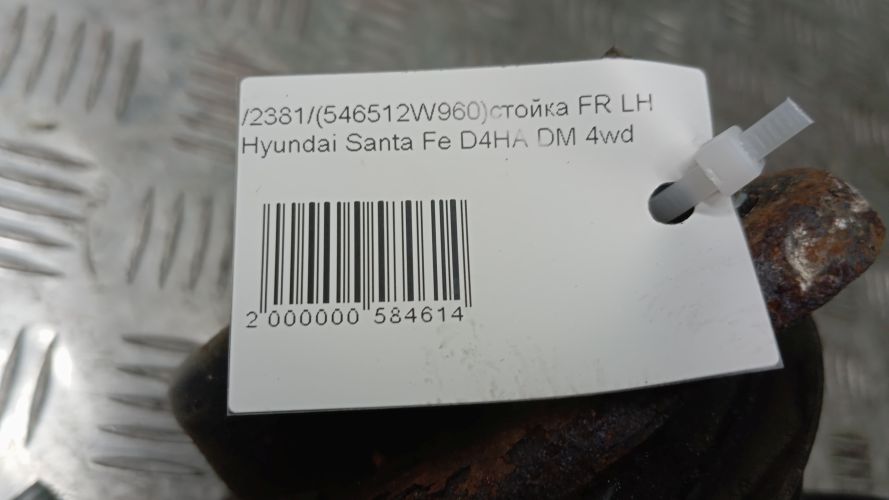 /2381/(546512W960)стойка FR LH
Hyundai Santa Fe D4HA DM 4wd
2 000000 584614